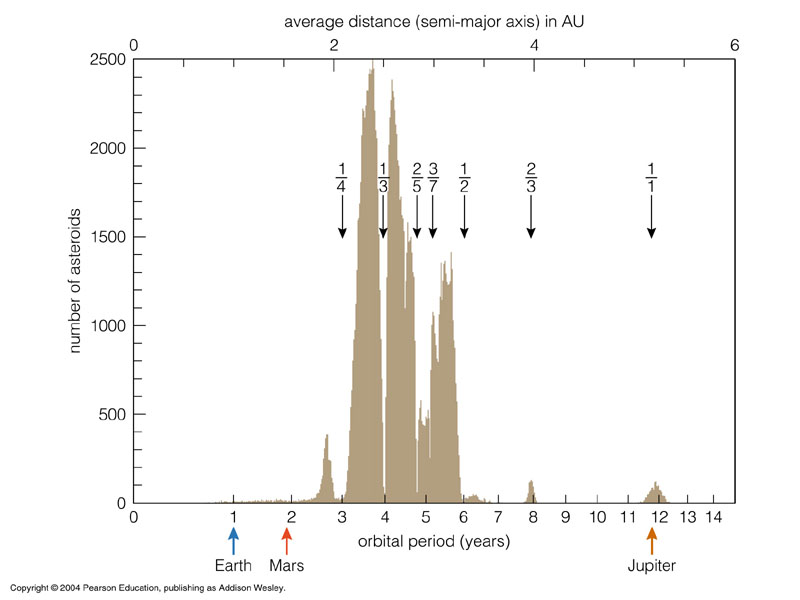 average distance (semi-major axis) in AU
0 2 4 6
2500
2000
1500
1000
500
0
number of asteroids
1/4 1/3 2/5 3/7 1/2 2/3 1/1
0 1 2 3 4 5 6 7 8 9 10 11 12 13 14
orbital period (years)
Earth Mars Jupiter
Copyright © 2004 Pearson Education, publishing as Addison Wesley.